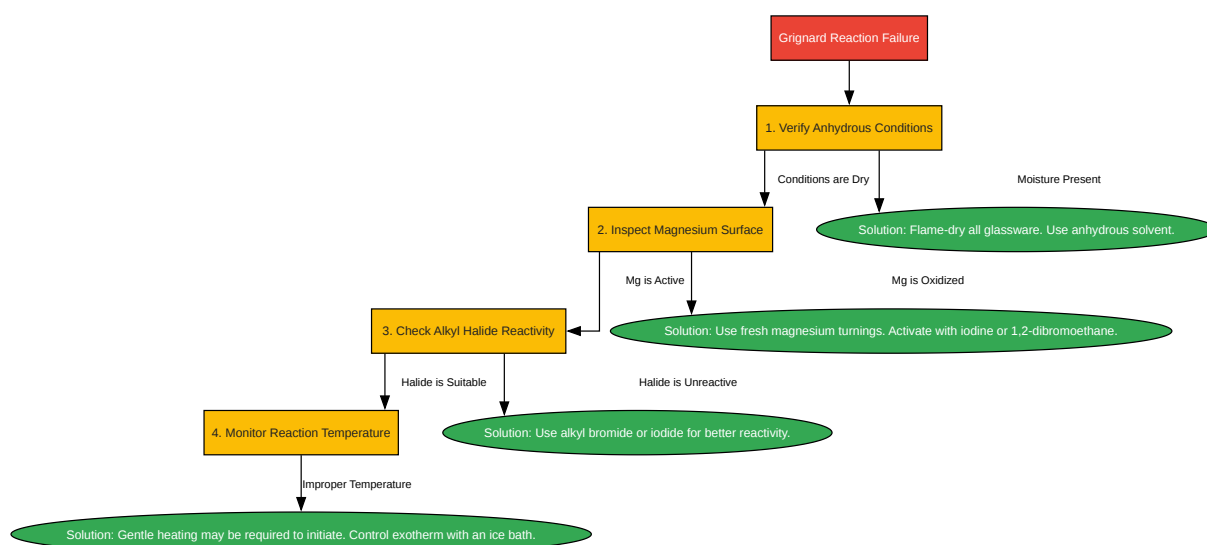 Grignard Reaction Failure
1. Verify Anhydrous Conditions
Conditions are Dry
Moisture Present
2. Inspect Magnesium Surface
Solution: Flame-dry all glassware. Use anhydrous solvent.
Mg is Active
Mg is Oxidized
3. Check Alkyl Halide Reactivity
Solution: Use fresh magnesium turnings. Activate with iodine or 1,2-dibromoethane.
Halide is Suitable
Halide is Unreactive
4. Monitor Reaction Temperature
Solution: Use alkyl bromide or iodide for better reactivity.
Improper Temperature
Solution: Gentle heating may be required to initiate. Control exotherm with an ice bath.